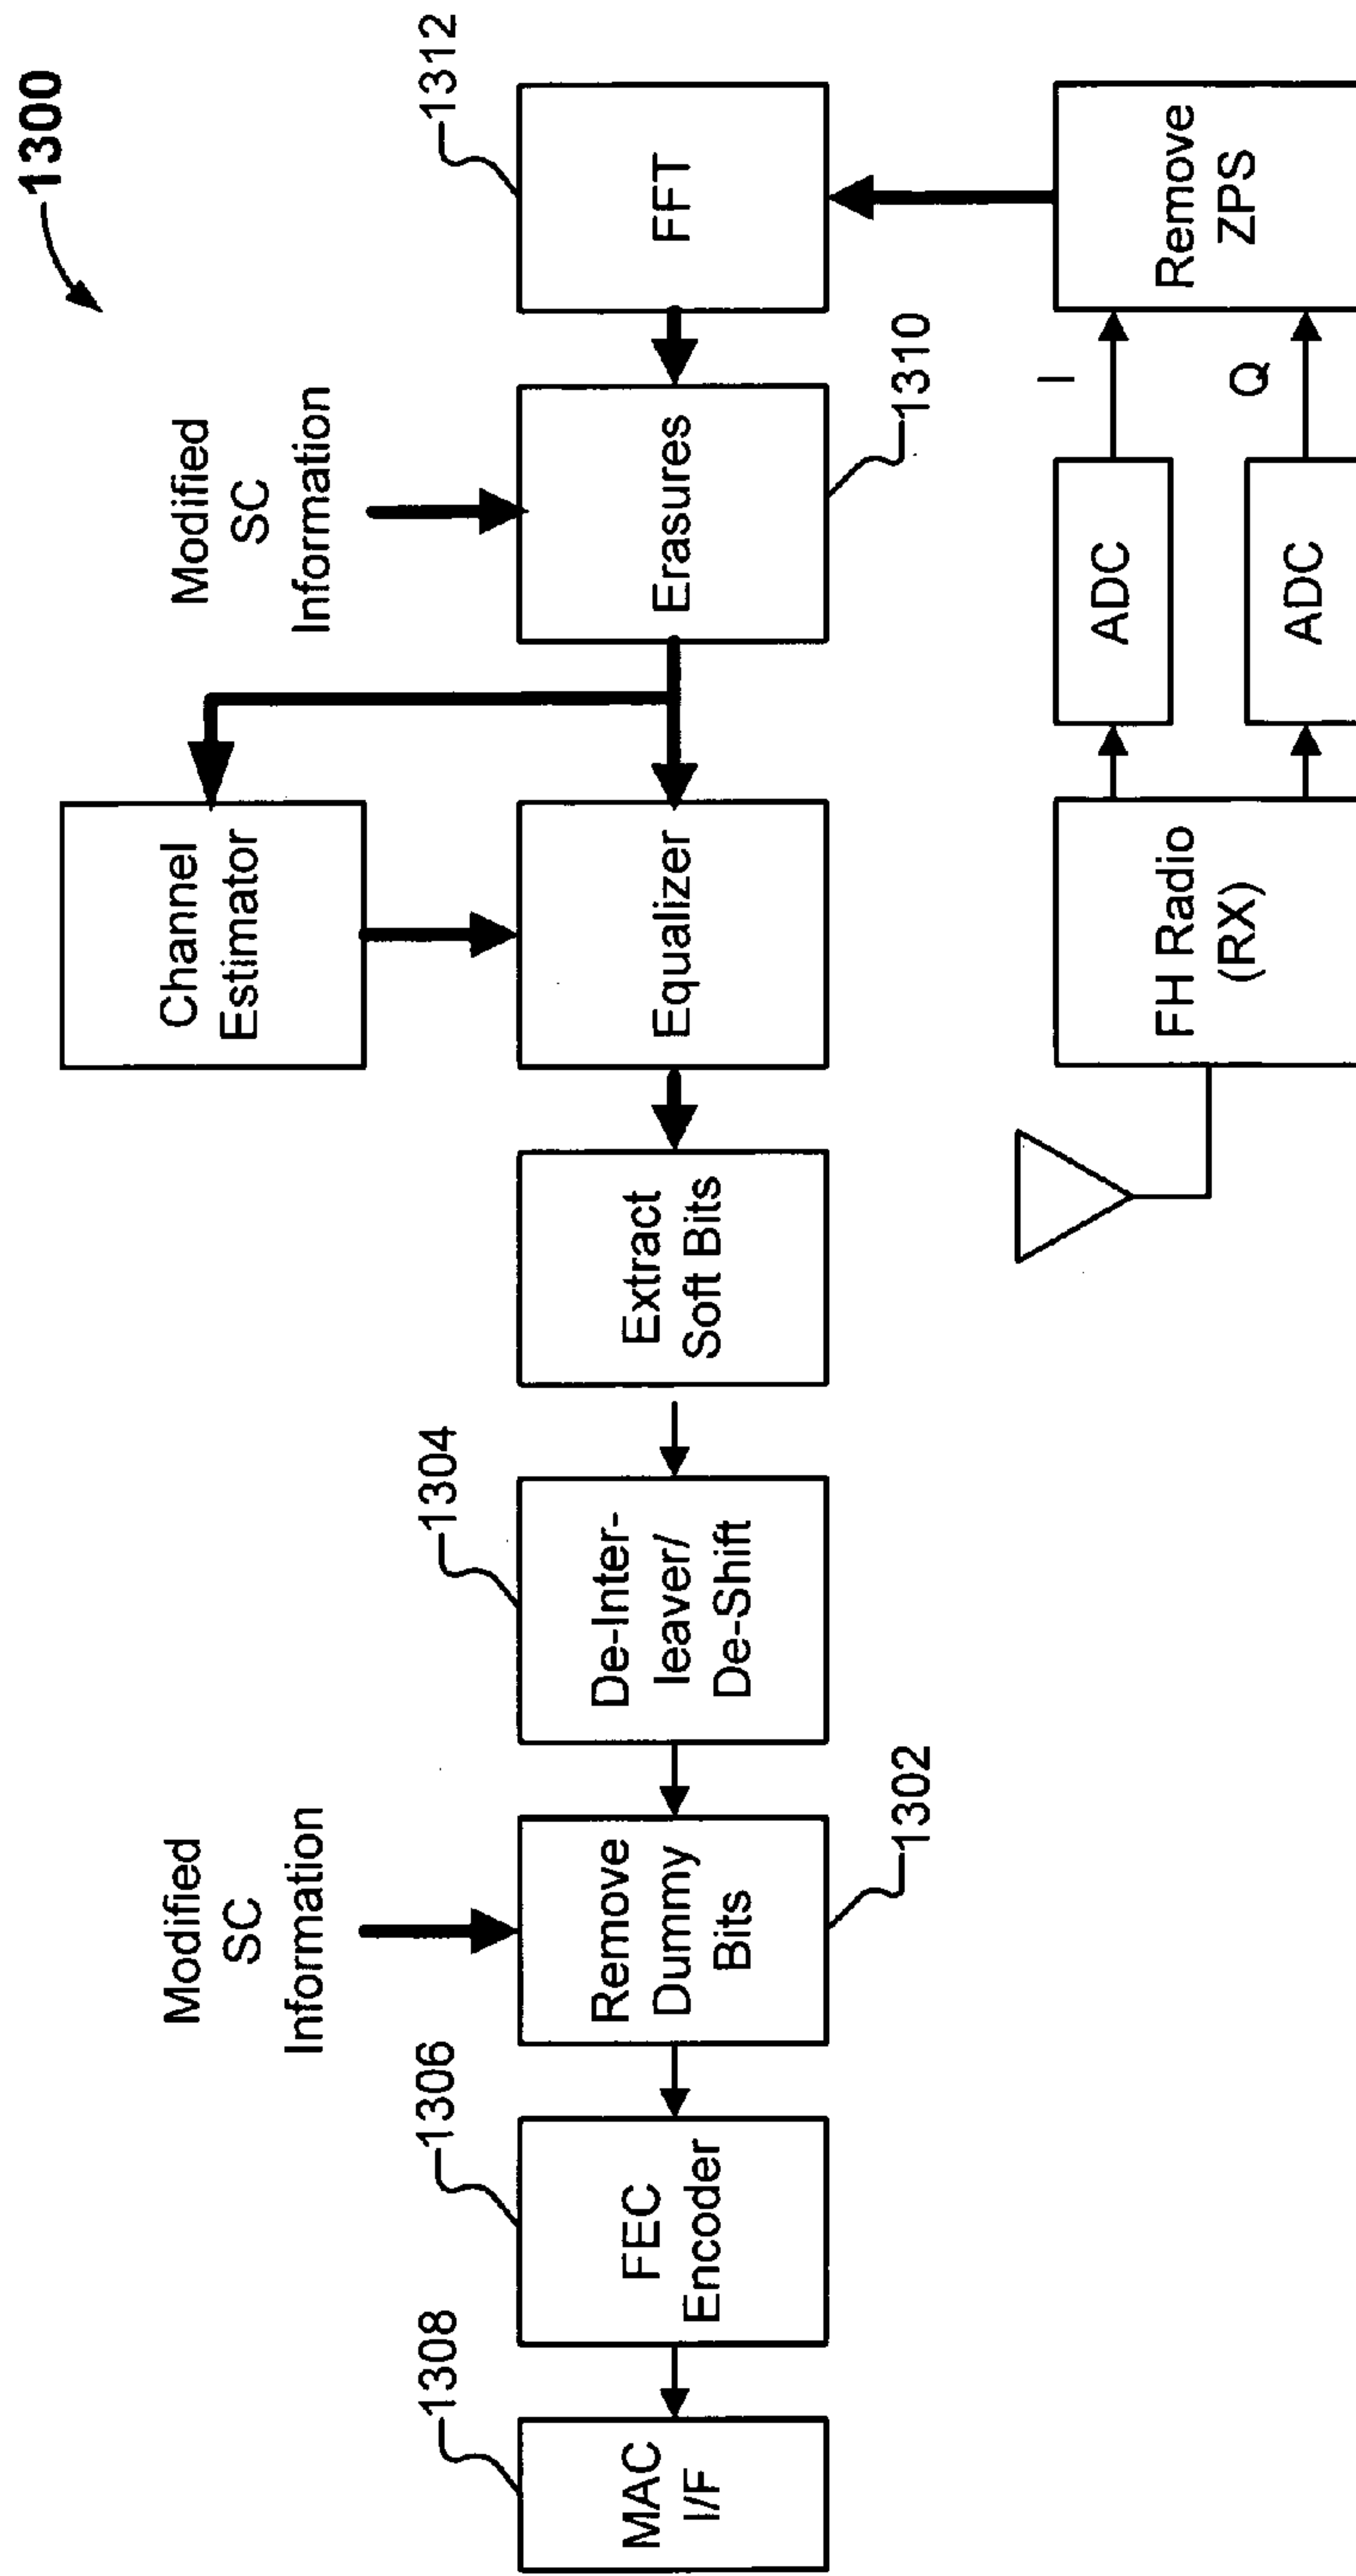 1300
Modified
SC
Information
Modified
SC
Information
Channel
Estimator
1308
1306
1304
1312
MAC
I/F
FEC
Encoder
Remove
Dummy
Bits
De-Inter-
leaver/
De-Shift
Extract
Soft Bits
Equalizer
Erasures
FFT
1302
1310
FH Radio
(RX)
ADC
I
ADC
Q
Remove
ZPS